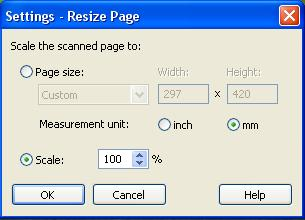 Settings - Resize Page
Scale the scanned page to:
Page size: Width: Height:
Custom 297 x 420
Measurement unit: inch mm
Scale: 100 %
OK Cancel Help